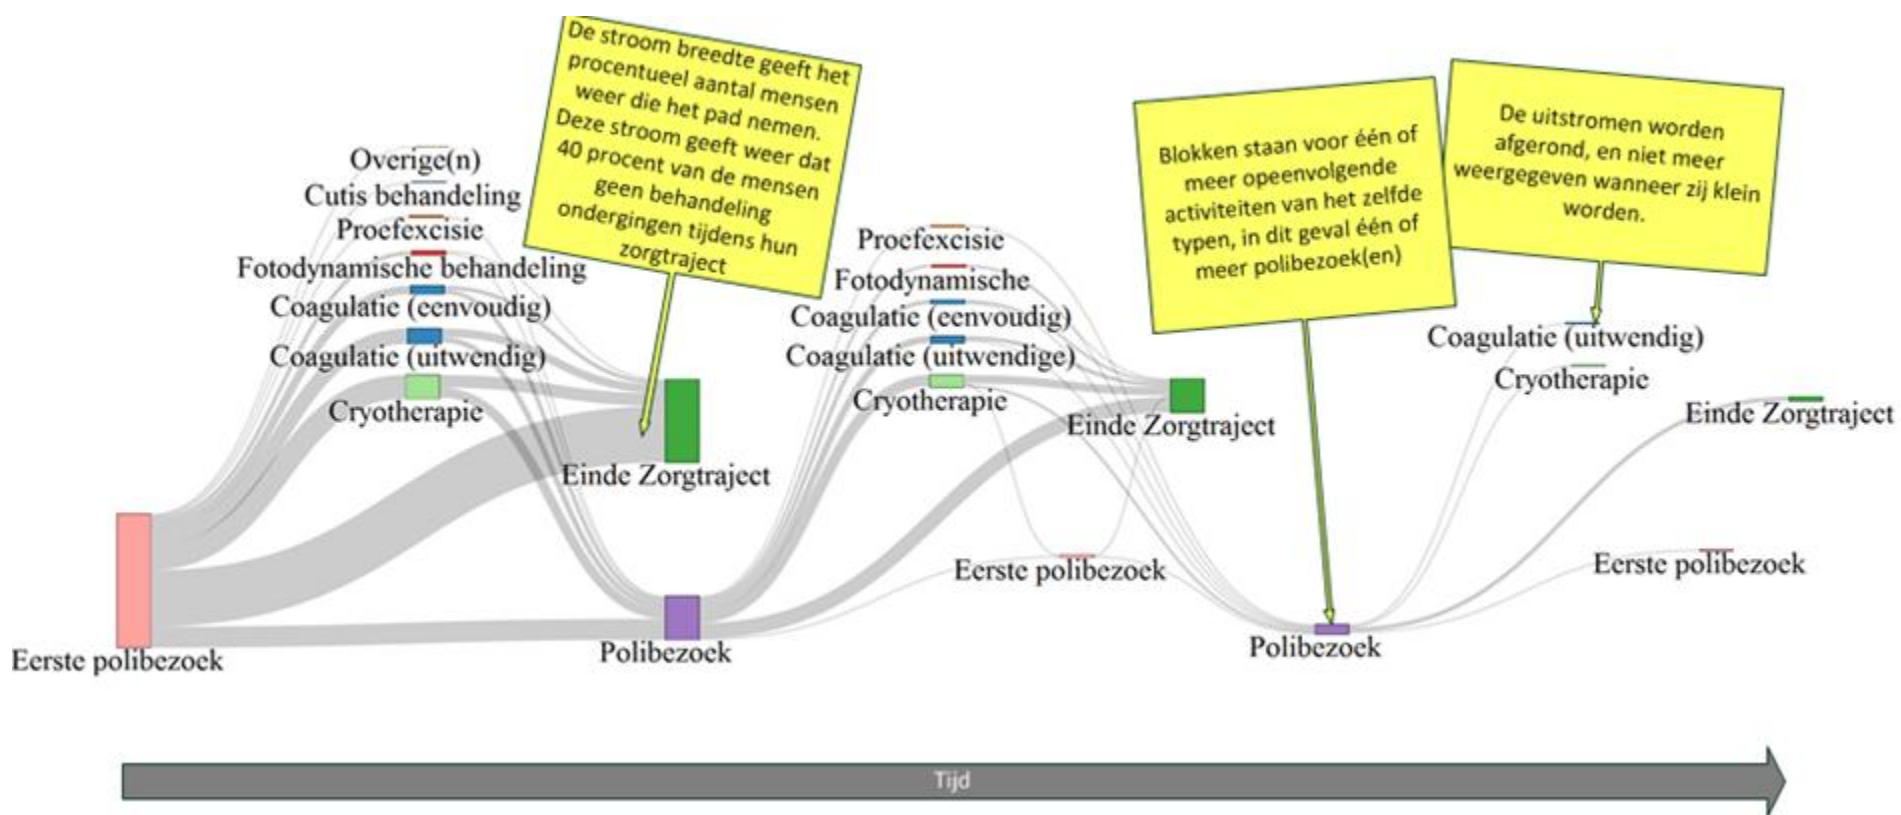 De stroom breedte geeft het
procentueel aantal mensen
weer die het pad nemen.
Deze stroom geeft weer dat
40 procent van de mensen
geen behandeling
ondergingen tijdens hun
zorgtraject
Blokken staan voor één of
meer opeenvolgende
activiteiten van het zelfde
typen, in dit geval één of
meer polibezoek(en)
De uitstromen worden
afgerond, en niet meer
weergegeven wanneer zij klein
worden.
Overige(n)
Cutis behandeling
Proefexcisie
Fotodynamische behandeling
Coagulatie (eenvoudig)
Coagulatie (uitwendig)
Cryotherapie
Einde Zorgtraject
Eerste polibezoek
Polibezoek
Proefexcisie
Fotodynamische
Coagulatie (eenvoudig)
Coagulatie (uitwendige)
Cryotherapie
Einde Zorgtraject
Eerste polibezoek
Polibezoek
Coagulatie (uitwendig)
Cryotherapie
Einde Zorgtraject
Eerste polibezoek
Tijd